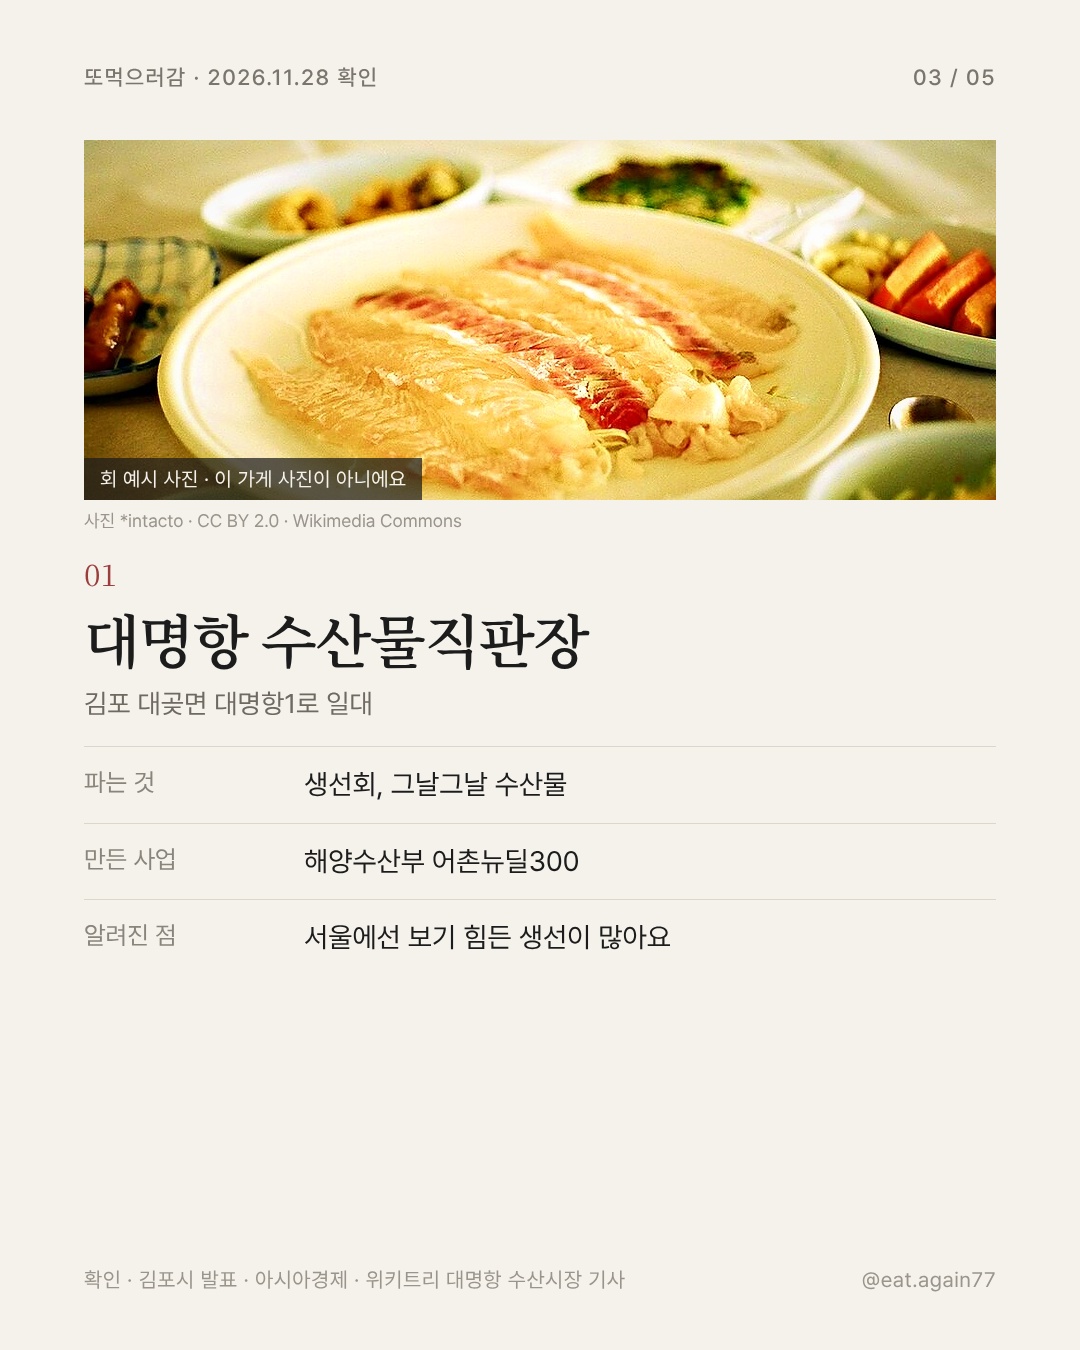 또먹으러감 · 2026.11.28 확인
03 / 05
회 예시 사진 · 이 가게 사진이 아니에요
사진 *intacto · CC BY 2.0 · Wikimedia Commons
01
대명항 수산물직판장
김포 대곶면 대명항1로 일대
파는 것
생선회, 그날그날 수산물
만든 사업
해양수산부 어촌뉴딜300
알려진 점
서울에선 보기 힘든 생선이 많아요
확인 · 김포시 발표 · 아시아경제 · 위키트리 대명항 수산시장 기사
@eat.again77